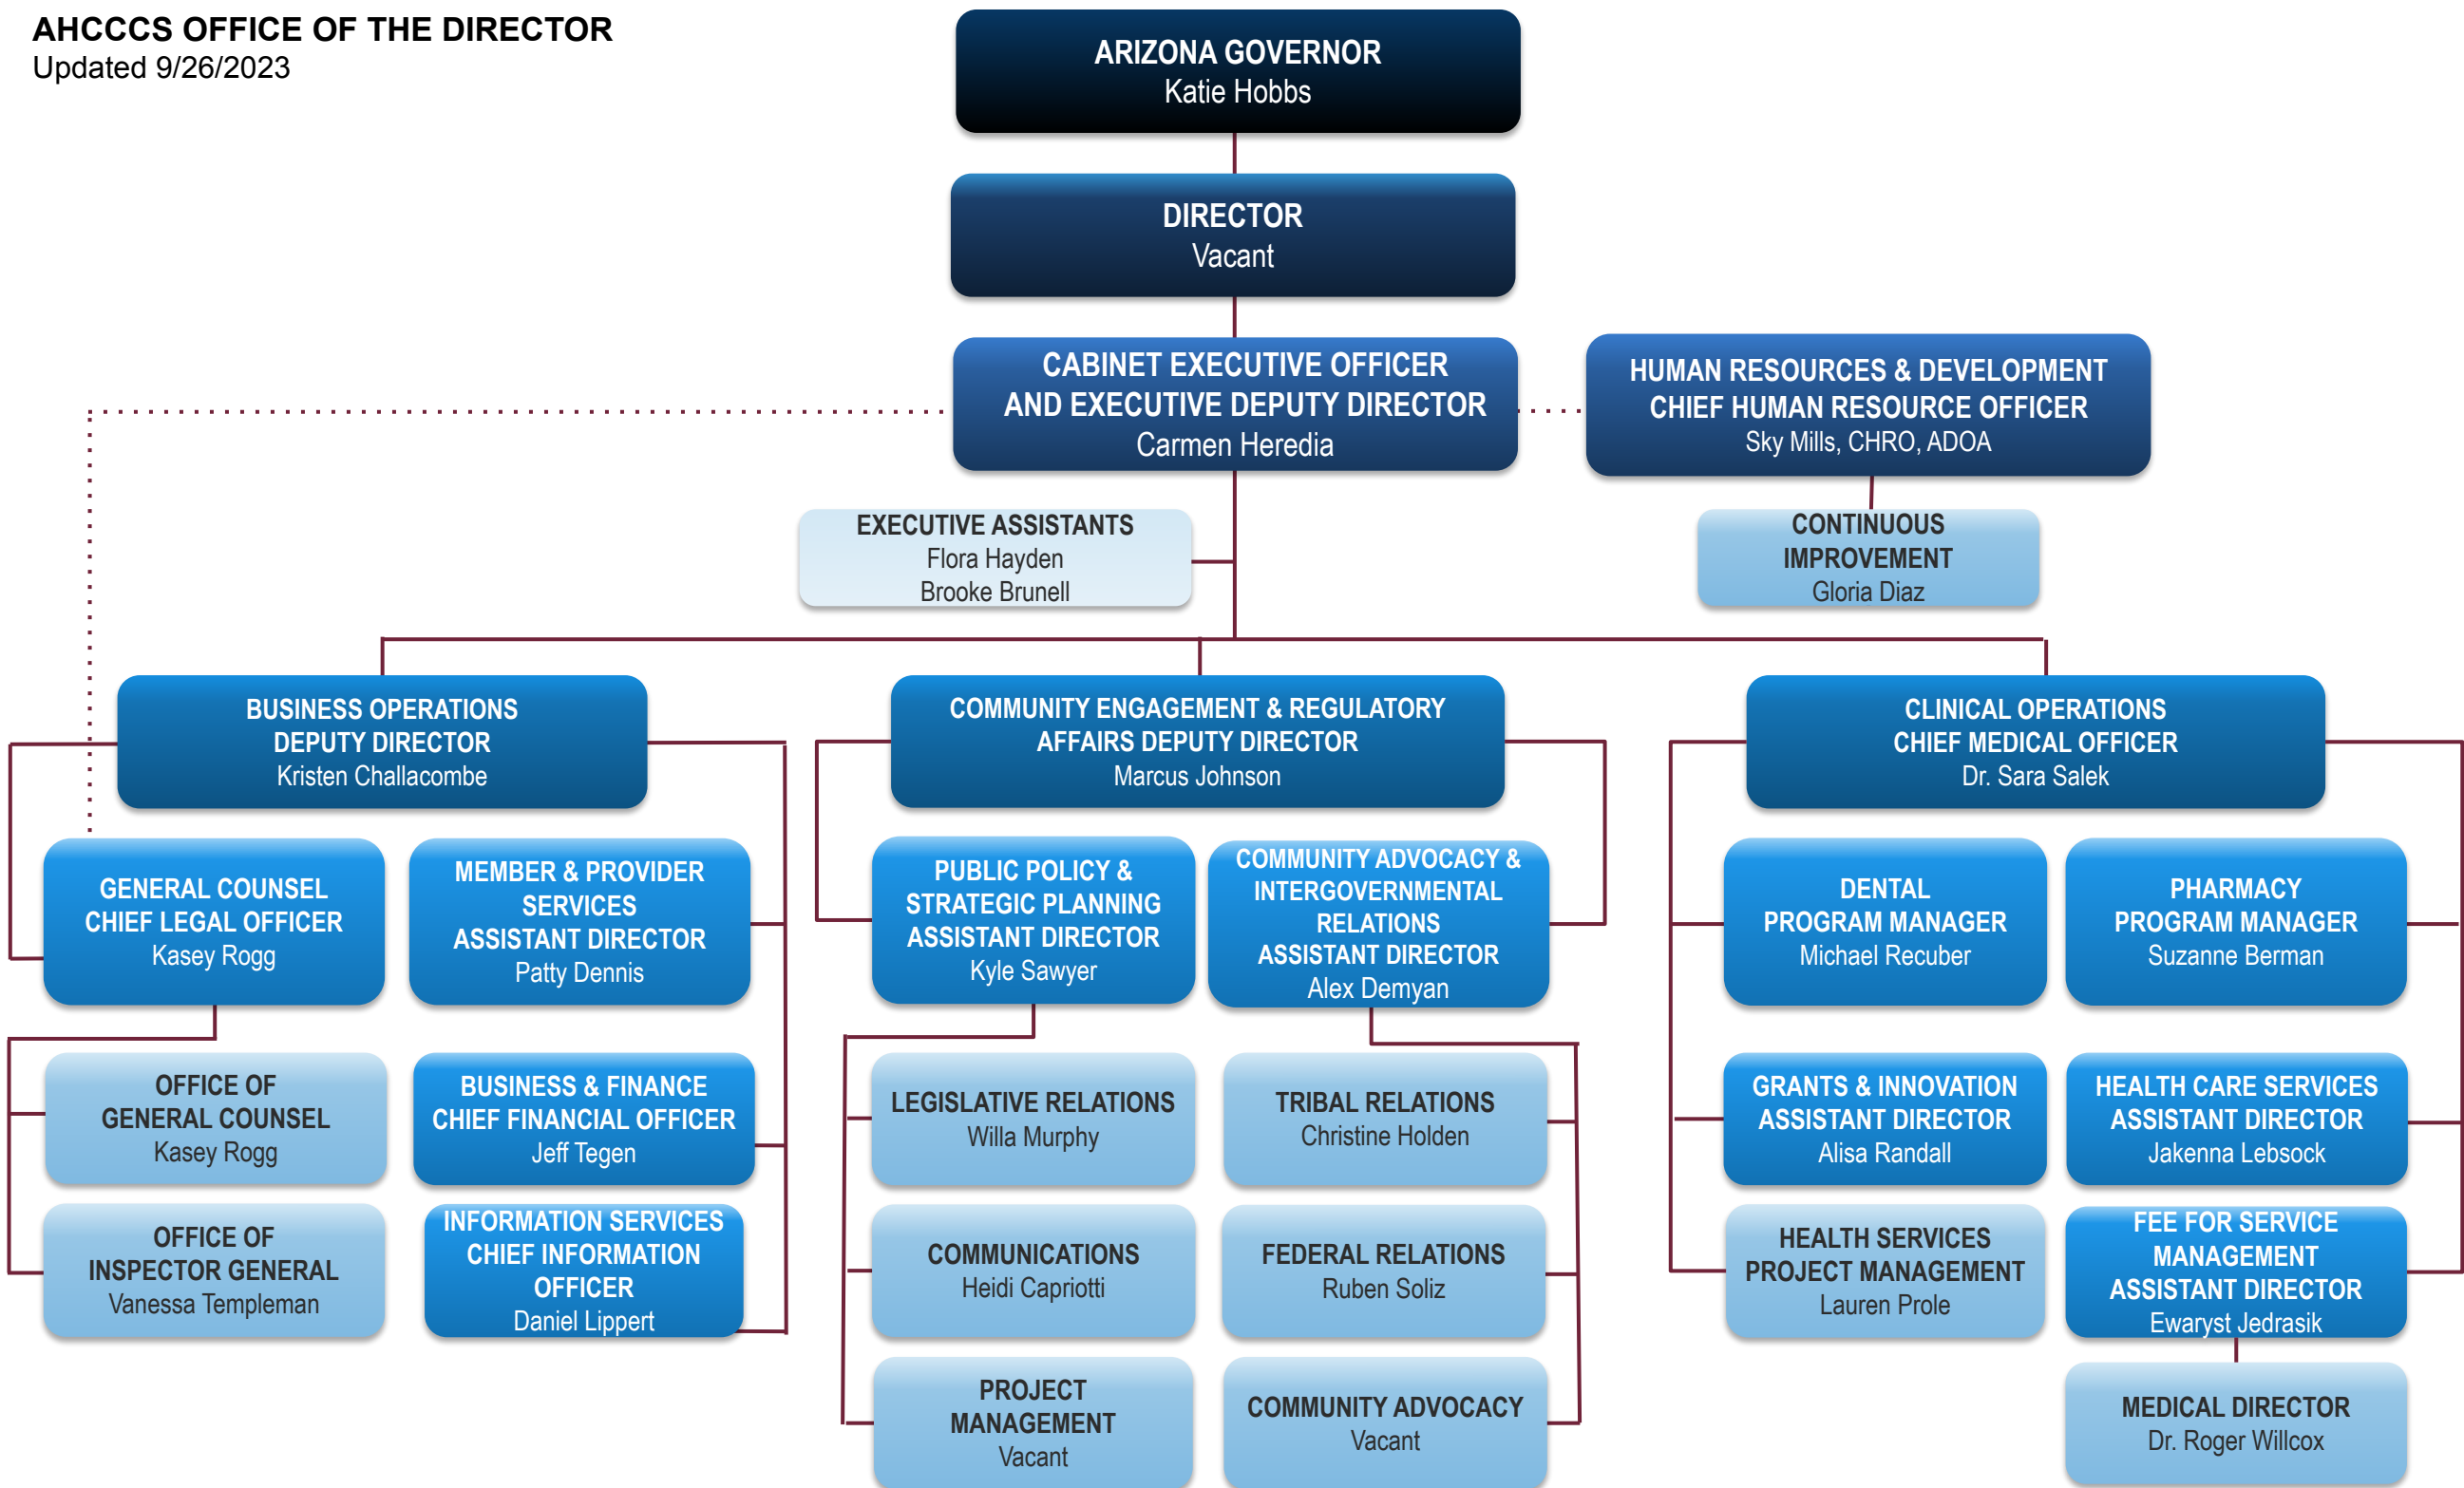 AHCCCS OFFICE OF THE DIRECTOR
Updated 9/26/2023
ARIZONA GOVERNOR
Katie Hobbs
DIRECTOR
Vacant
CABINET EXECUTIVE OFFICER
AND EXECUTIVE DEPUTY DIRECTOR
Carmen Heredia
HUMAN RESOURCES & DEVELOPMENT
CHIEF HUMAN RESOURCE OFFICER
Sky Mills, CHRO, ADOA
EXECUTIVE ASSISTANTS
Flora Hayden
Brooke Brunell
CONTINUOUS
IMPROVEMENT
Gloria Diaz
BUSINESS OPERATIONS
DEPUTY DIRECTOR
Kristen Challacombe
COMMUNITY ENGAGEMENT & REGULATORY
AFFAIRS DEPUTY DIRECTOR
Marcus Johnson
CLINICAL OPERATIONS
CHIEF MEDICAL OFFICER
Dr. Sara Salek
GENERAL COUNSEL
CHIEF LEGAL OFFICER
Kasey Rogg
MEMBER & PROVIDER
SERVICES
ASSISTANT DIRECTOR
Patty Dennis
PUBLIC POLICY &
STRATEGIC PLANNING
ASSISTANT DIRECTOR
Kyle Sawyer
COMMUNITY ADVOCACY &
INTERGOVERNMENTAL
RELATIONS
ASSISTANT DIRECTOR
Alex Demyan
DENTAL
PROGRAM MANAGER
Michael Recuber
PHARMACY
PROGRAM MANAGER
Suzanne Berman
OFFICE OF
GENERAL COUNSEL
Kasey Rogg
BUSINESS & FINANCE
CHIEF FINANCIAL OFFICER
Jeff Tegen
LEGISLATIVE RELATIONS
Willa Murphy
TRIBAL RELATIONS
Christine Holden
GRANTS & INNOVATION
ASSISTANT DIRECTOR
Alisa Randall
HEALTH CARE SERVICES
ASSISTANT DIRECTOR
Jakenna Lebsock
OFFICE OF
INSPECTOR GENERAL
Vanessa Templeman
INFORMATION SERVICES
CHIEF INFORMATION
OFFICER
Daniel Lippert
COMMUNICATIONS
Heidi Capriotti
FEDERAL RELATIONS
Ruben Soliz
HEALTH SERVICES
PROJECT MANAGEMENT
Lauren Prole
FEE FOR SERVICE
MANAGEMENT
ASSISTANT DIRECTOR
Ewaryst Jedrasik
PROJECT
MANAGEMENT
Vacant
COMMUNITY ADVOCACY
Vacant
MEDICAL DIRECTOR
Dr. Roger Willcox